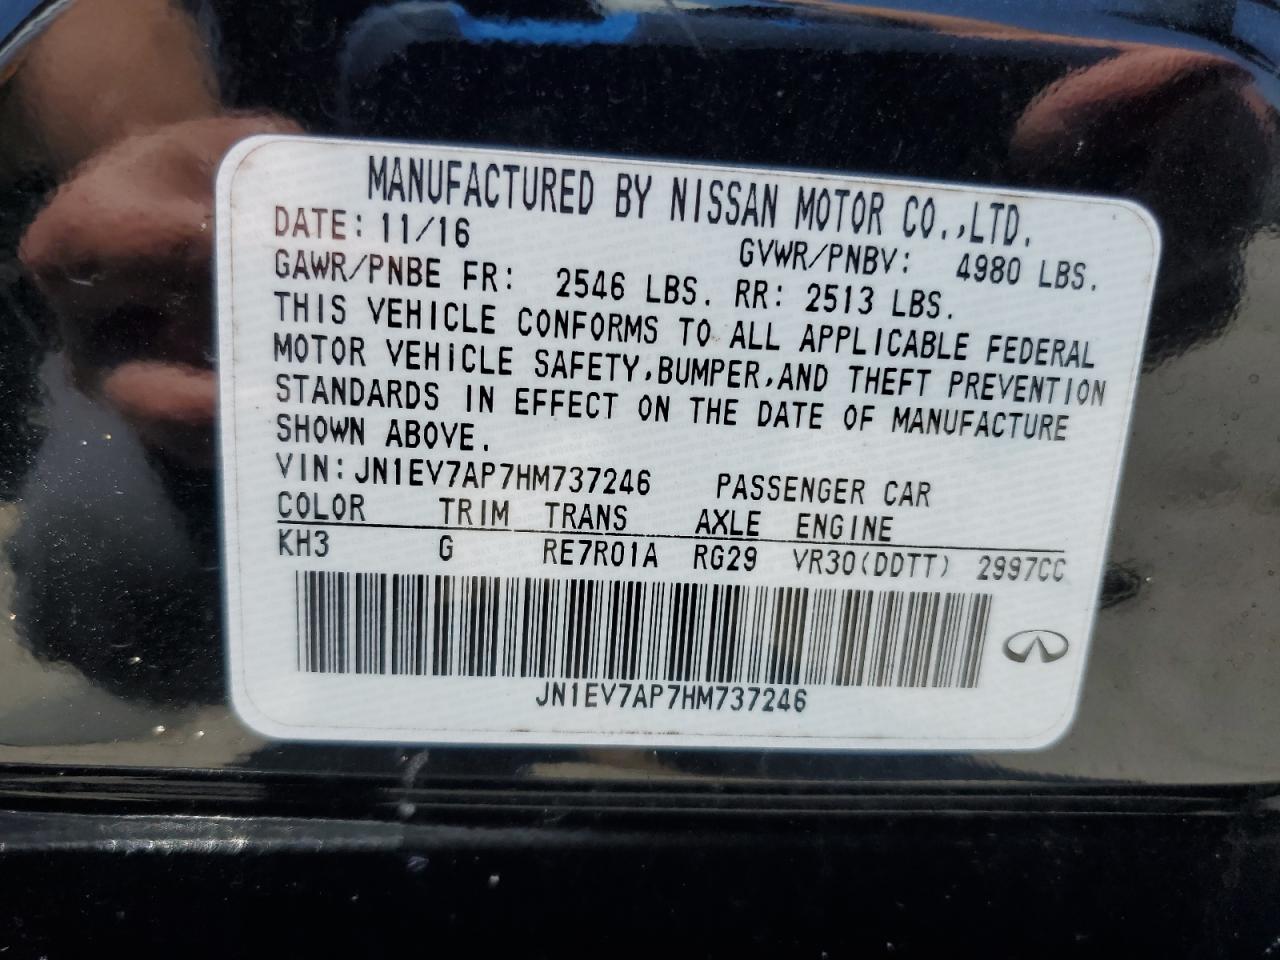 MANUFACTURED BY NISSAN MOTOR CO.,LTD.
DATE: 11/16 GVWR/PNBV: 4980 LBS.
GAWR/PNBE FR: 2546 LBS. RR: 2513 LBS.
THIS VEHICLE CONFORMS TO ALL APPLICABLE FEDERAL
MOTOR VEHICLE SAFETY,BUMPER,AND THEFT PREVENTION
STANDARDS IN EFFECT ON THE DATE OF MANUFACTURE
SHOWN ABOVE.
VIN: JN1EV7AP7HM737246 PASSENGER CAR
COLOR TRIM TRANS AXLE ENGINE
KH3 G RE7R01A RG29 VR30(DDTT) 2997CC
JN1EV7AP7HM737246